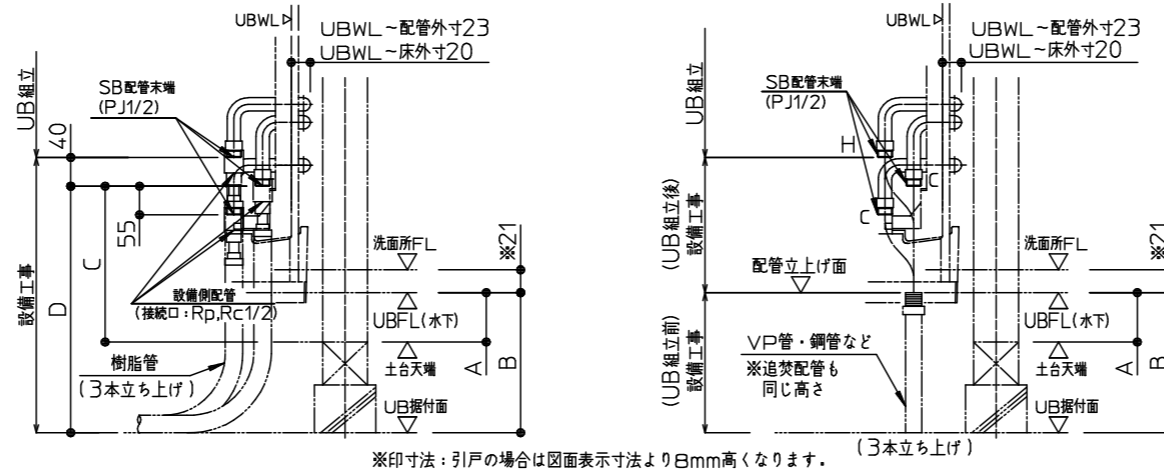 UBWL
UBWL～配管外寸23
UBWL～床外寸20
SB配管末端
(PJ1/2)
UB組立
40
55
C
D
設備工事
設備側配管
(接続口：Rp,Rc1/2)
樹脂管
(3本立ち上げ)
洗面所FL
※21
UBFL(水下)
土台天端
A
B
UB据付面
UBWL
UBWL～配管外寸23
UBWL～床外寸20
SB配管末端
(PJ1/2)
UB組立
H
C
C
(UB組立後)
設備工事
配管立上げ面
洗面所FL
※21
UBFL(水下)
土台天端
A
B
(UB組立前)
設備工事
VP管・鋼管など
※追焚配管も
同じ高さ
UB据付面
(3本立ち上げ)
※印寸法：引戸の場合は図面表示寸法より8mm高くなります．